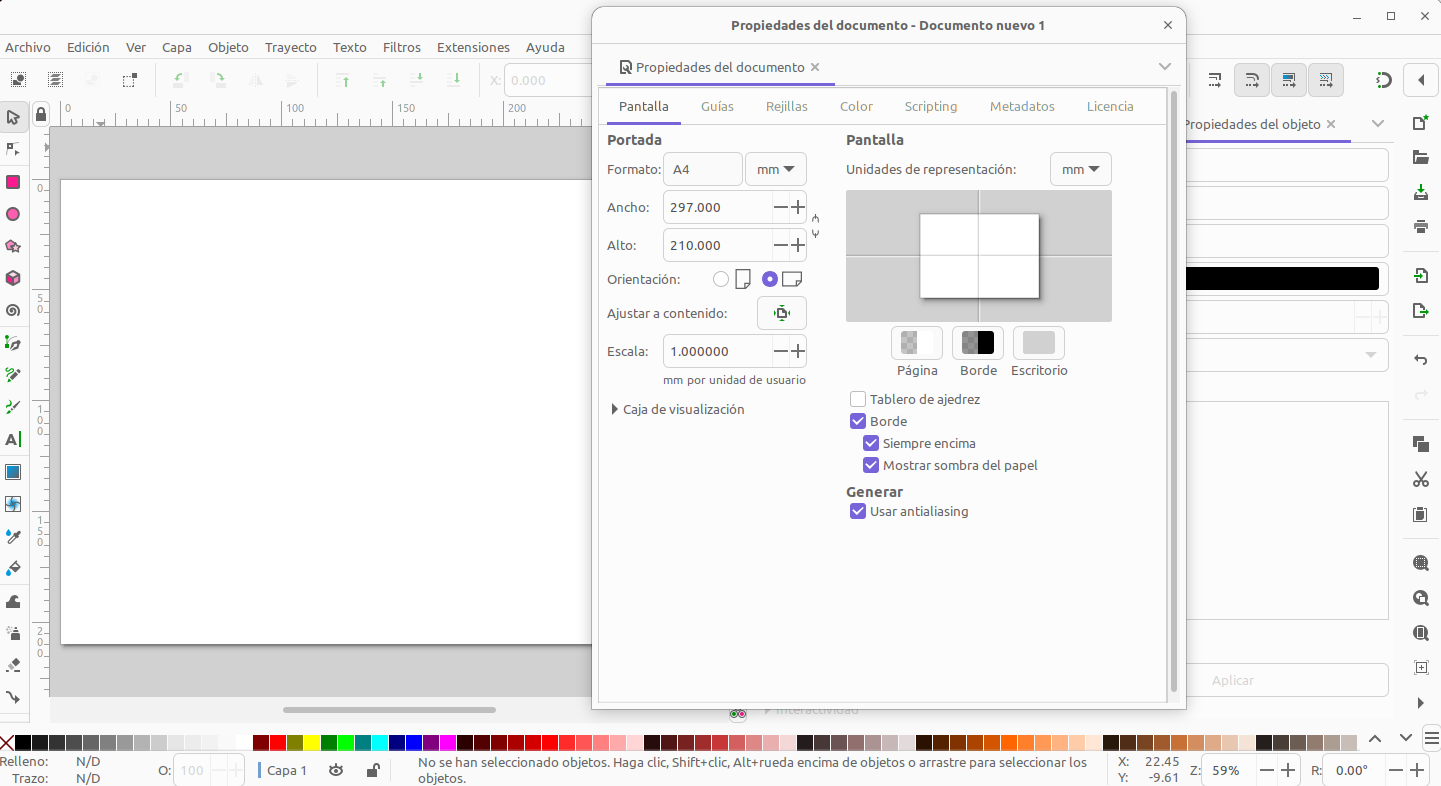 Propiedades del documento - Documento nuevo 1
Archivo Edición Ver Capa Objeto Trayecto Texto Filtros Extensiones Ayuda
Propiedades del documento
X: 0.000
Pantalla Guías Rejillas Color Scripting Metadatos Licencia
0 50 100 150 200
Propiedades del objeto
Portada
Pantalla
Formato: A4 mm
Unidades de representación: mm
Ancho: 297.000
Alto: 210.000
Orientación:
Ajustar a contenido:
Escala: 1.000000
mm por unidad de usuario
Caja de visualización
Página Borde Escritorio
Tablero de ajedrez
Borde
Siempre encima
Mostrar sombra del papel
Generar
Usar antialiasing
0
50
100
150
200
Aplicar
Interactividad
Relleno: N/D
Trazo: N/D
O: 100
Capa 1
No se han seleccionado objetos. Haga clic, Shift+clic, Alt+rueda encima de objetos o arrastre para seleccionar los
objetos.
X: 22.45
Y: -9.61
Z: 59%
R: 0.00°